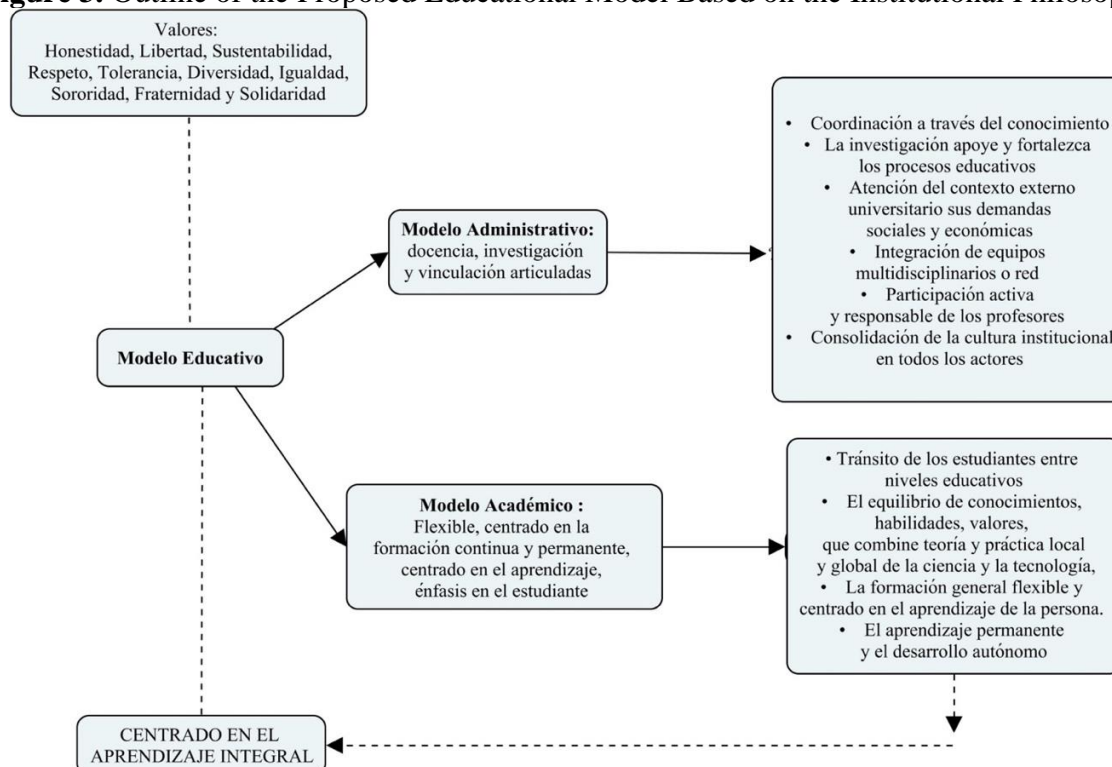 Figure 3. Outline of the Proposed Educational Model Based on the Institutional
Valores:
Honestidad, Libertad, Sustentabilidad,
Respeto, Tolerancia, Diversidad, Igualdad,
Sororidad, Fraternidad y Solidaridad
• Coordinación a través del conocimiento
• La investigación apoye y fortalezca
los procesos educativos
• Atención del contexto externo
universitario sus demandas
sociales y económicas
• Integración de equipos
multidisciplinarios o red
• Participación activa
y responsable de los profesores
• Consolidación de la cultura institucional
en todos los actores
Modelo Administrativo:
docencia, investigación
y vinculación articuladas
Modelo Educativo
Modelo Académico :
Flexible, centrado en la
formación continua y permanente,
centrado en el aprendizaje,
énfasis en el estudiante
• Tránsito de los estudiantes entre
niveles educativos
• El equilibrio de conocimientos,
habilidades, valores,
que combine teoría y práctica local
y global de la ciencia y la tecnología,
• La formación general flexible y
centrado en el aprendizaje de la persona.
• El aprendizaje permanente
y el desarrollo autónomo
CENTRADO EN EL
APRENDIZAJE INTEGRAL